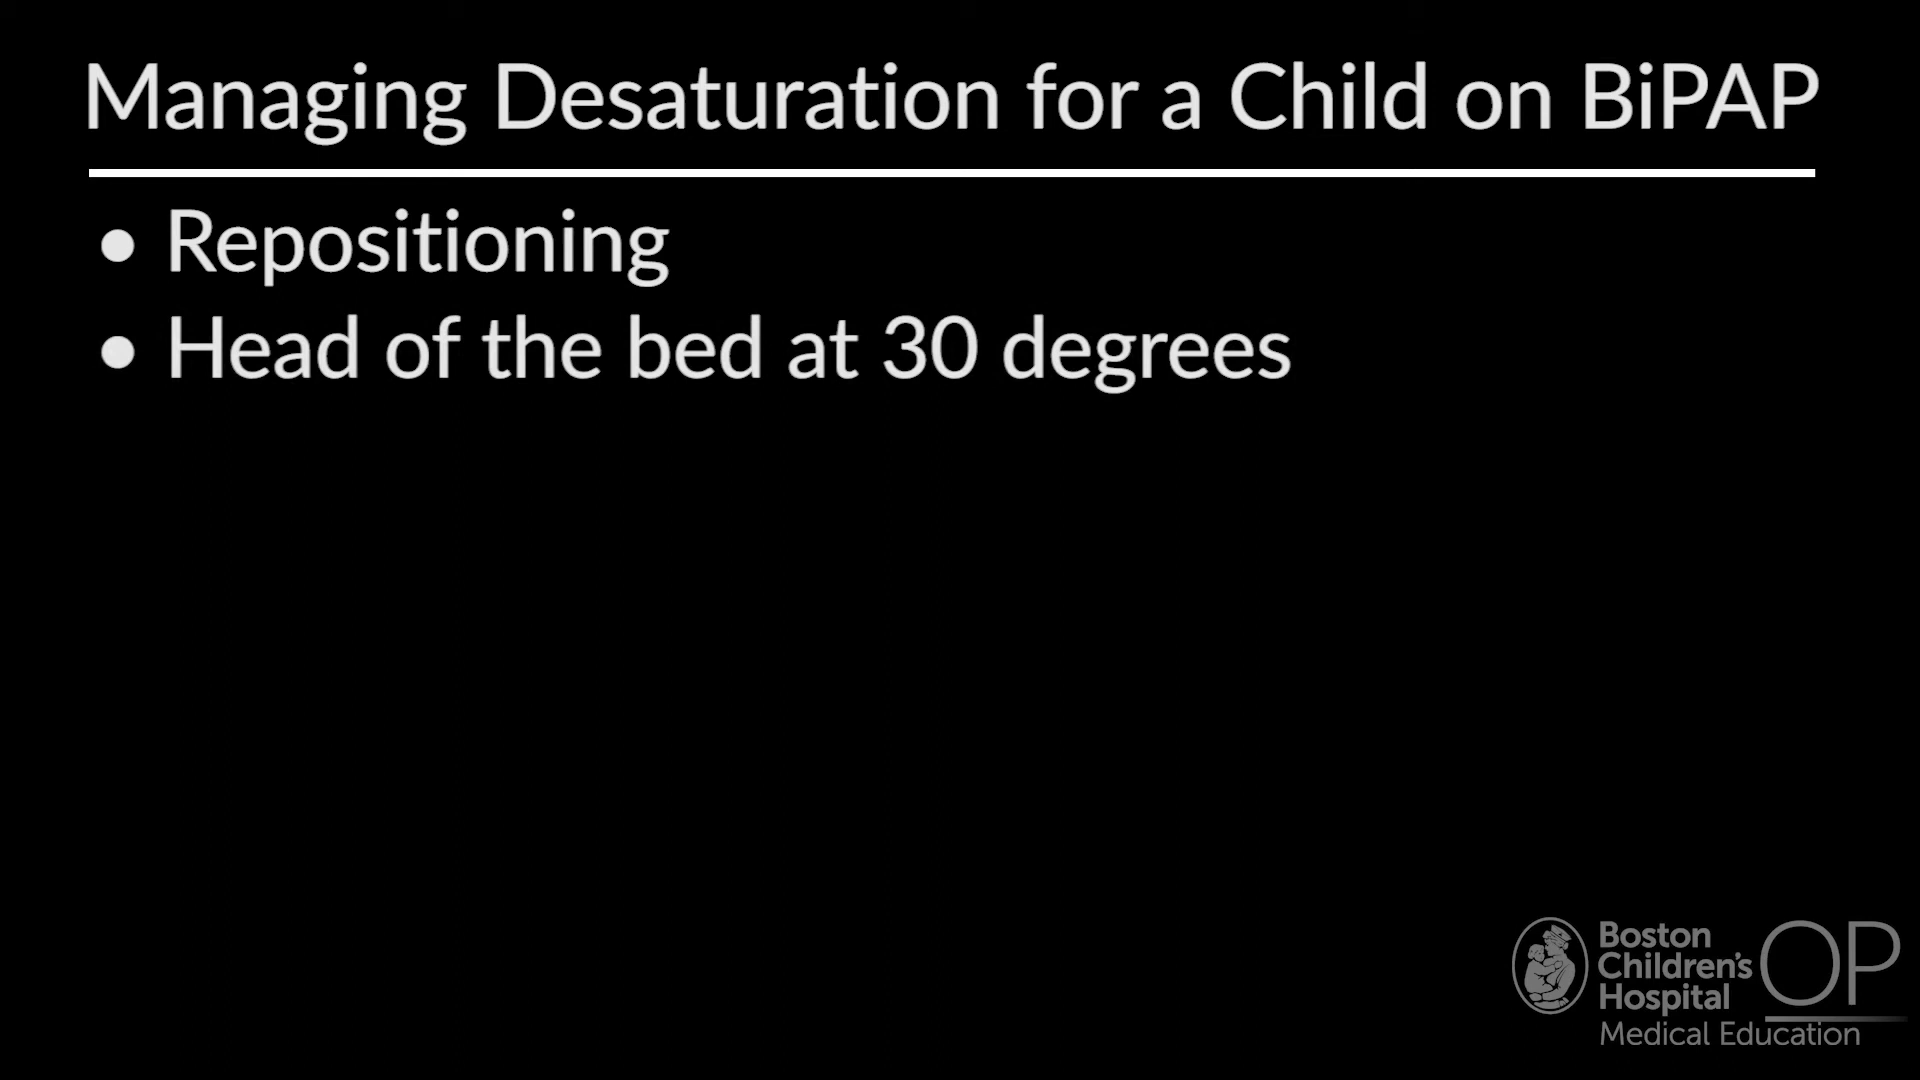 Managing Desaturation for a Child on BiPAP
• Repositioning
• Head of the bed at 30 degrees
Boston
Children's
Hospital
Medical Education
OP